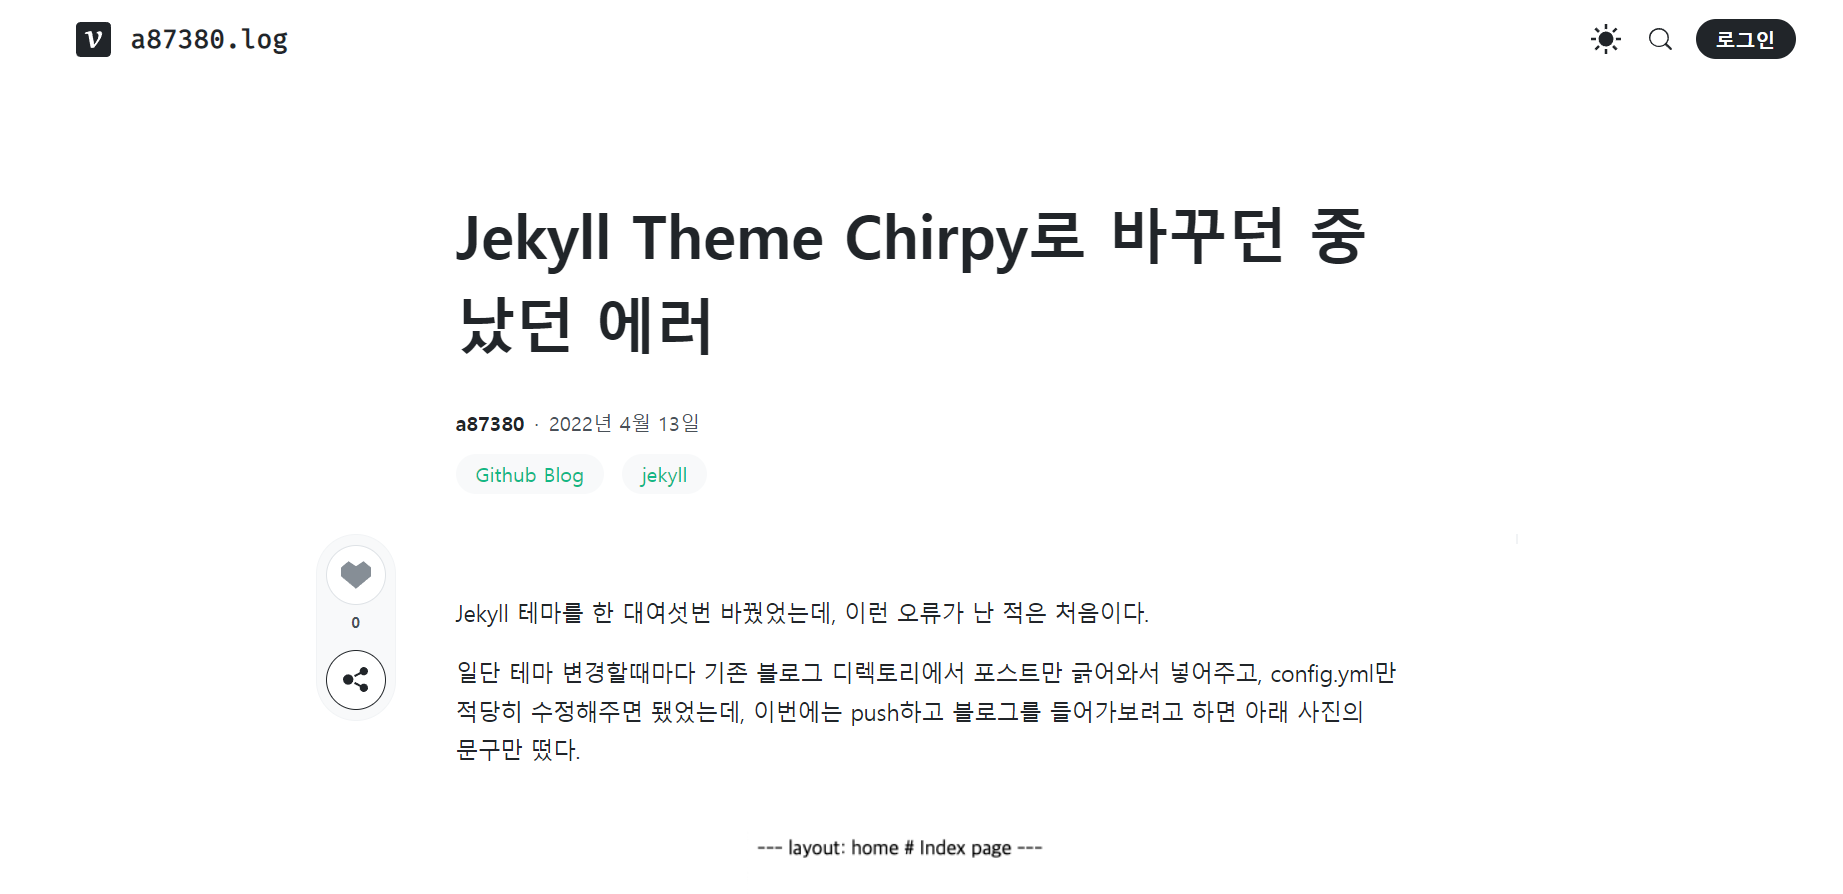 v a87380.log
로그인
Jekyll Theme Chirpy로 바꾸던 중
났던 에러
a87380 · 2022년 4월 13일
Github Blog jekyll
0
Jekyll 테마를 한 대여섯번 바꿨었는데, 이런 오류가 난 적은 처음이다.
일단 테마 변경할때마다 기존 블로그 디렉토리에서 포스트만 긁어와서 넣어주고, config.yml만
적당히 수정해주면 됐었는데, 이번에는 push하고 블로그를 들어가보려고 하면 아래 사진의
문구만 떴다.
--- layout: home # Index page ---